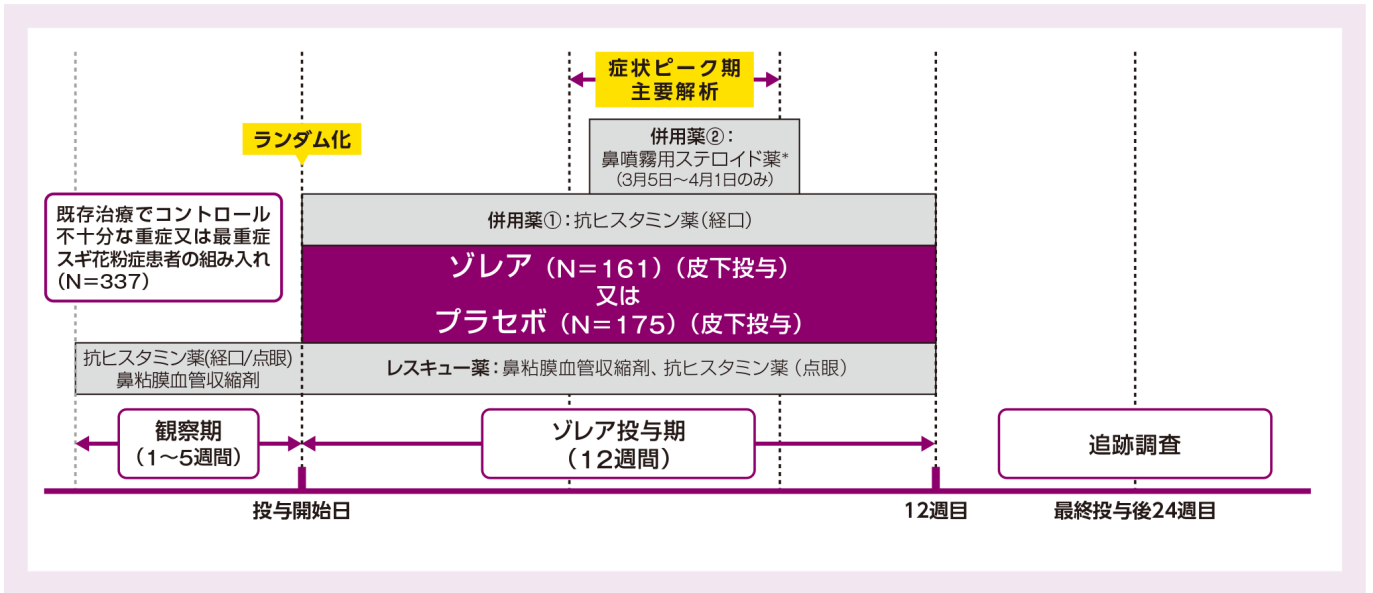 症状ピーク期
主要解析
ランダム化
併用薬②:
鼻噴霧用ステロイド薬*
(3月5日～4月1日のみ)
既存治療でコントロール
不十分な重症又は最重症
スギ花粉症患者の組み入れ
(N＝337)
併用薬①:抗ヒスタミン薬(経口)
ゾレア(N＝161)(皮下投与)
又は
プラセボ(N＝175)(皮下投与)
抗ヒスタミン薬(経口/点眼)
鼻粘膜血管収縮剤
レスキュー薬:鼻粘膜血管収縮剤、抗ヒスタミン薬(点眼)
観察期
(1～5週間)
ゾレア投与期
(12週間)
追跡調査
投与開始日
12週目
最終投与後24週目